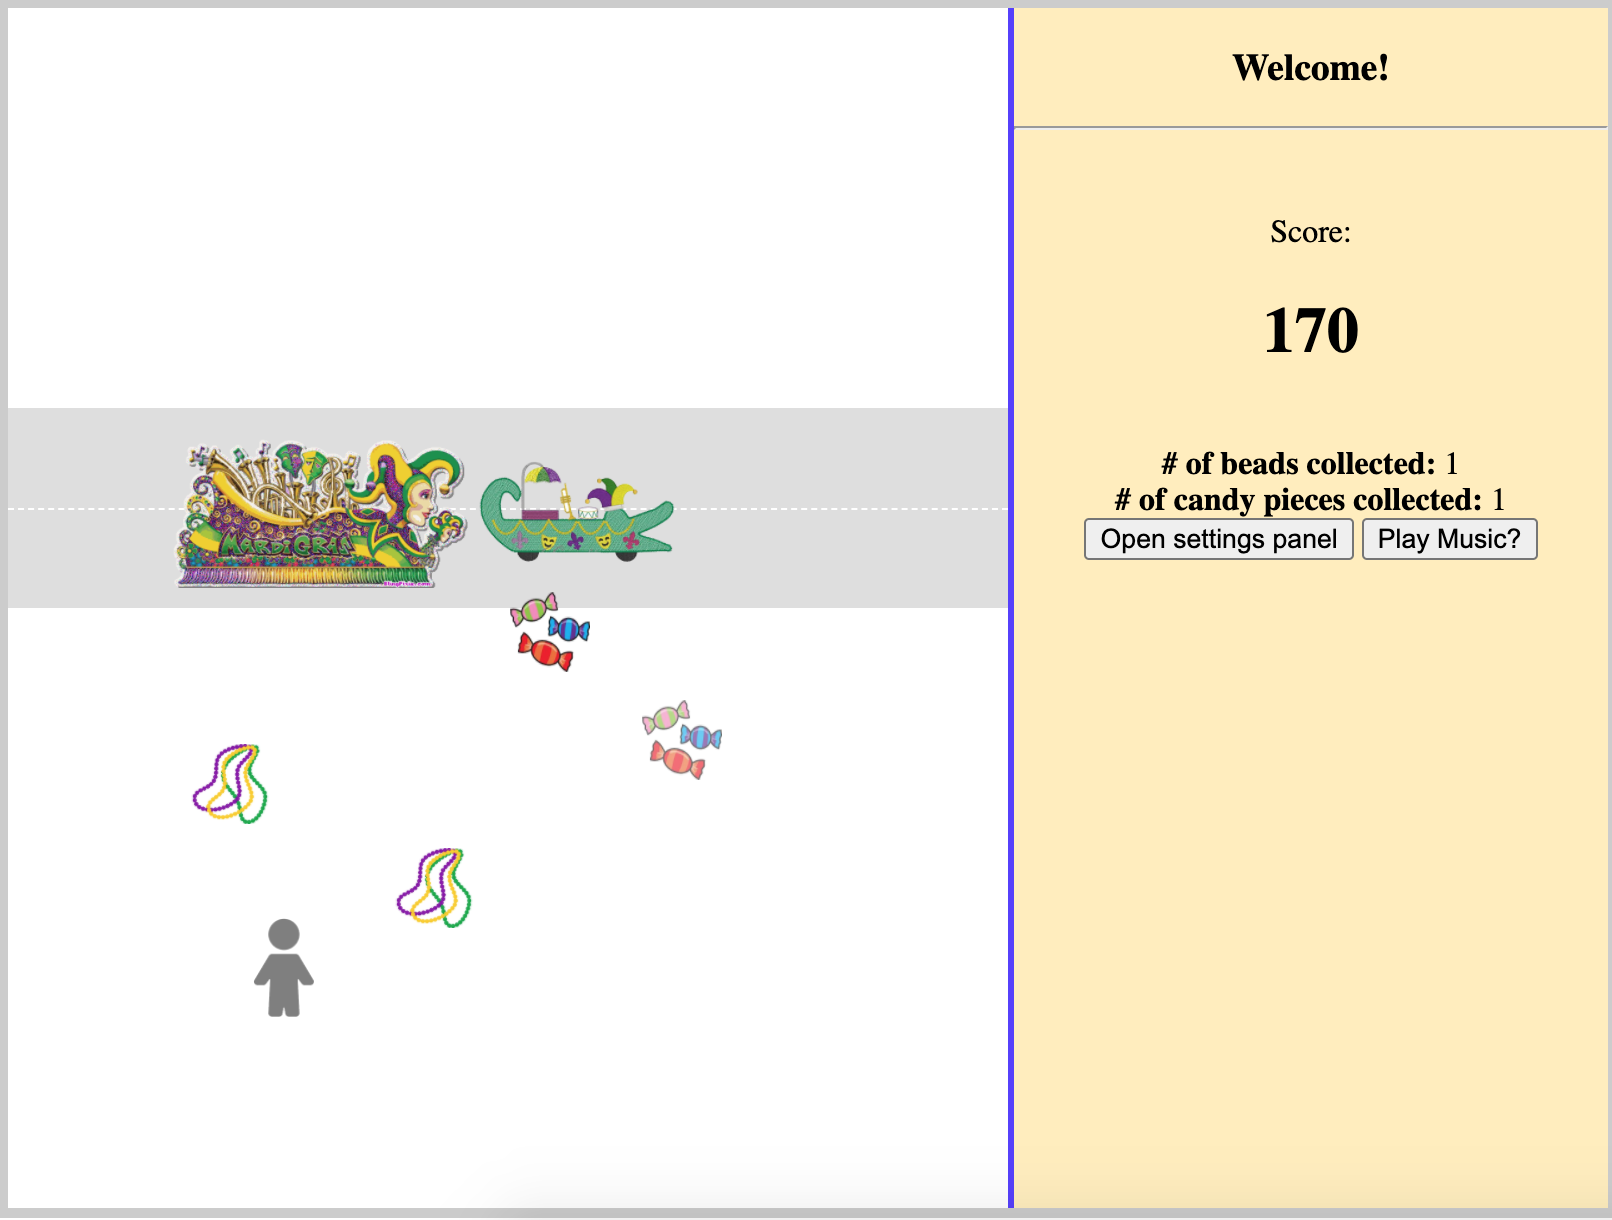 Welcome!
Score:
170
# of beads collected: 1
# of candy pieces collected: 1
Open settings panel Play Music?
MARDI GRAS